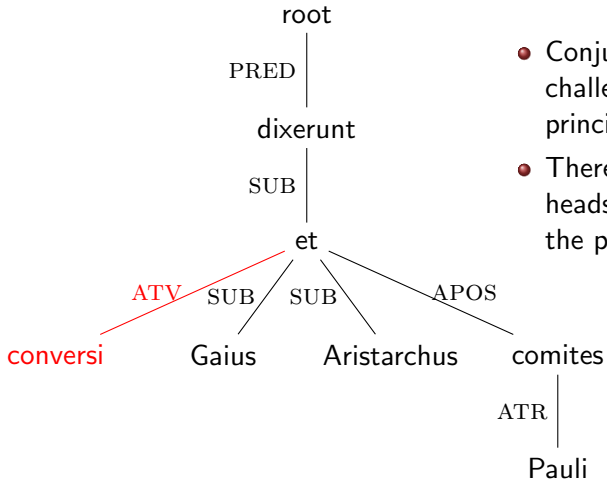 root
PRED
dixerunt
SUB
et
ATV SUB SUB APOS
conversi Gaius Aristarchus comites
ATR
Pauli
challe
princi
There
heads
the p